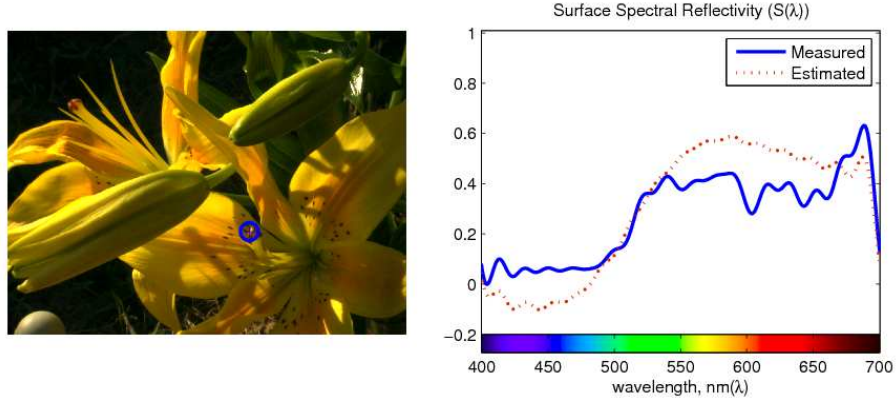 Surface Spectral Reflectivity (S(λ))
1
0.8
0.6
0.4
0.2
0
−0.2
Measured
Estimated
400 450 500 550 600 650 700
wavelength, nm(λ)